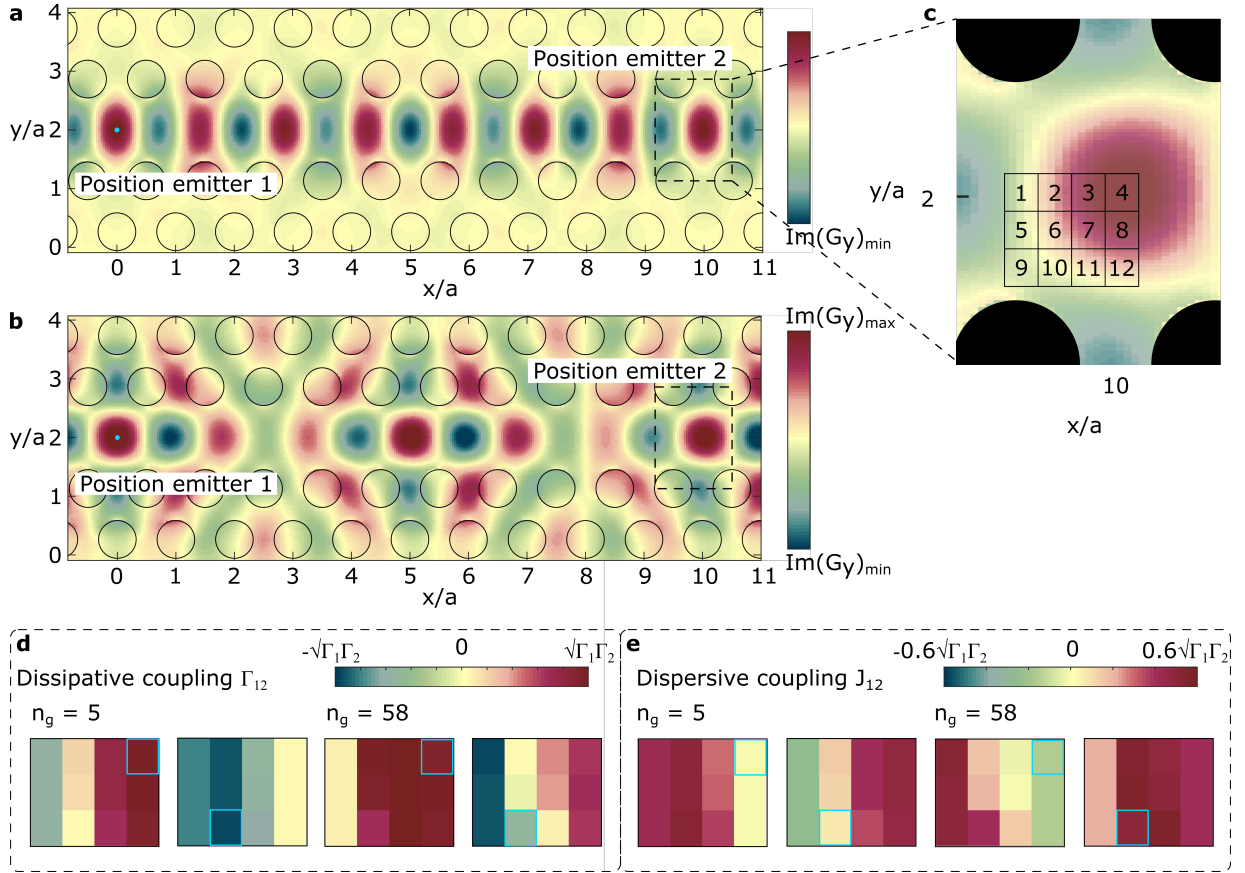 a
4
3
y/a 2
1
0
Position emitter 2
Position emitter 1
0 1 2 3 4 5 6 7 8 9 10 11
x/a
Im(Gy)min
c
y/a 2
1 2 3 4
5 6 7 8
9 10 11 12
10
x/a
b
4
3
y/a 2
1
0
Position emitter 2
Position emitter 1
0 1 2 3 4 5 6 7 8 9 10 11
x/a
Im(Gy)max
Im(Gy)min
d
-√Γ1Γ2 0 √Γ1Γ2
Dissipative coupling Γ12
ng = 5 ng = 58
e
-0.6√Γ1Γ2 0 0.6√Γ1Γ2
Dispersive coupling J12
ng = 5 ng = 58